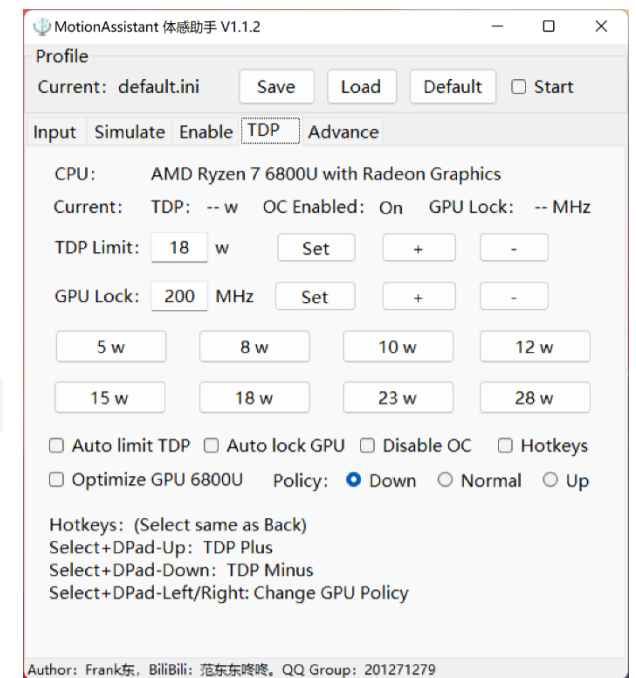 MotionAssistant 体感助手 V1.1.2
Profile
Current: default.ini Save Load Default Start
Input Simulate Enable TDP Advance
CPU: AMD Ryzen 7 6800U with Radeon Graphics
Current: TDP: -- w OC Enabled: On GPU Lock: -- MHz
TDP Limit: 18 w Set + -
GPU Lock: 200 MHz Set + -
5 w 8 w 10 w 12 w
15 w 18 w 23 w 28 w
Auto limit TDP Auto lock GPU Disable OC Hotkeys
Optimize GPU 6800U Policy: Down Normal Up
Hotkeys: (Select same as Back)
Select+DPad-Up: TDP Plus
Select+DPad-Down: TDP Minus
Select+DPad-Left/Right: Change GPU Policy
Author: Frank东, BiliBili: 范东东咚咚。QQ Group: 201271279